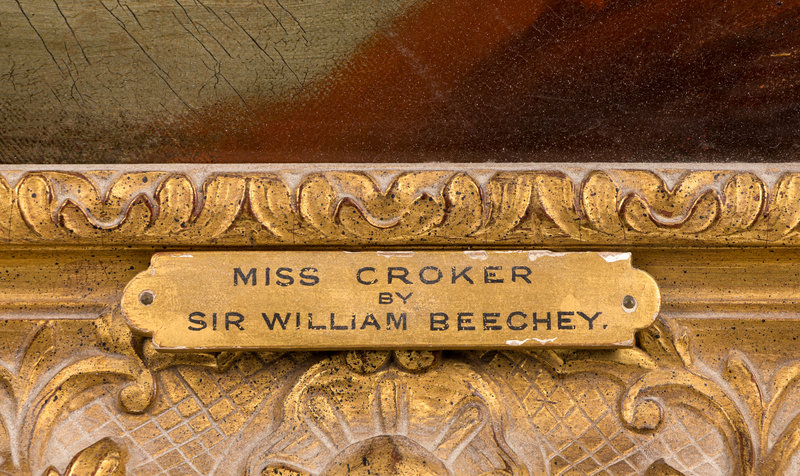 MISS CROKER
BY
SIR WILLIAM BEECHEY.